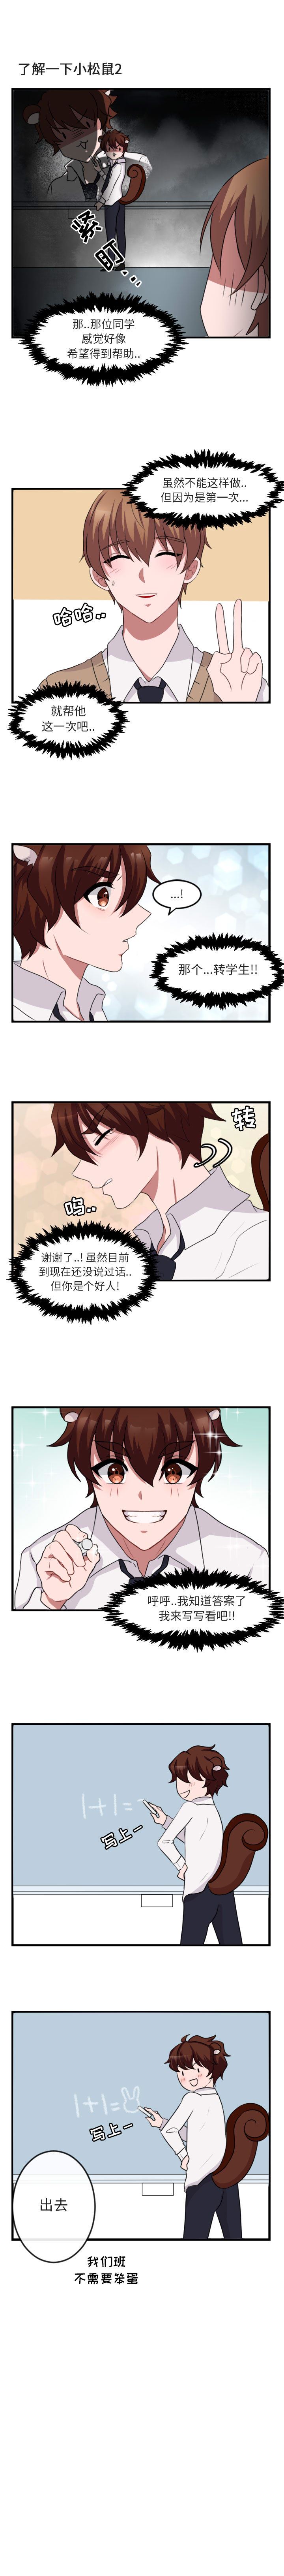 了解一下小松鼠2
紧
盯...
那..那位同学
感觉好像
希望得到帮助..
虽然不能这样做..
但因为是第一次...
哈哈..
就帮他
这一次吧..
...!
那个...转学生!!
转
呜..
谢谢了..! 虽然目前
到现在还没说过话..
但你是个好人!
呼呼..我知道答案了
我来写写看吧!!
1+1=
写上一
1+1=
写上一
出去
我们班
不需要笨蛋